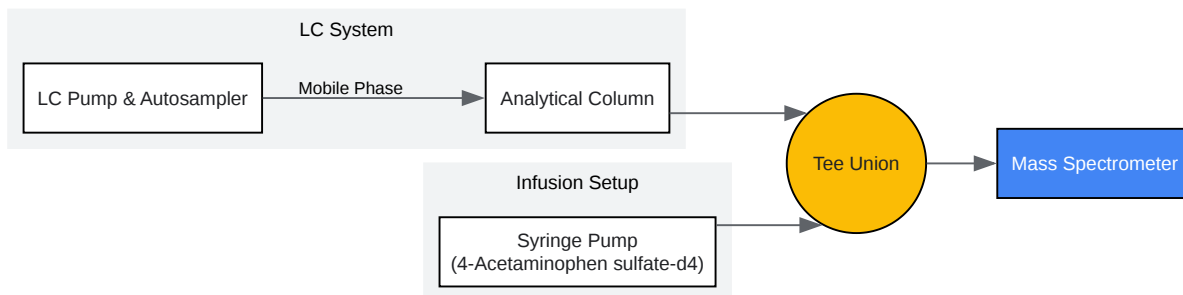 LC System
LC Pump & Autosampler
Mobile Phase
Analytical Column
Tee Union
Mass Spectrometer
Infusion Setup
Syringe Pump
(4-Acetaminophen sulfate-d4)